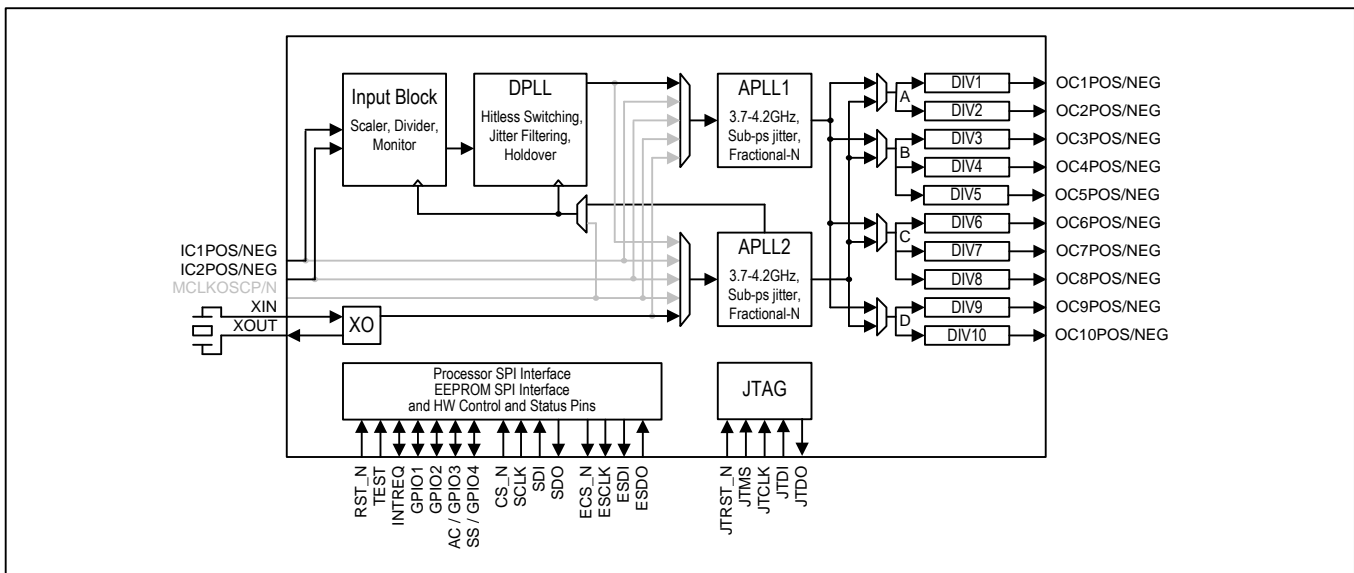 Input Block
Scaler, Divider,
Monitor
DPLL
Hitless Switching,
Jitter Filtering,
Holdover
APLL1
3.7-4.2GHz,
Sub-ps jitter,
Fractional-N
APLL2
3.7-4.2GHz,
Sub-ps jitter,
Fractional-N
A
B
C
D
DIV1
DIV2
DIV3
DIV4
DIV5
DIV6
DIV7
DIV8
DIV9
DIV10
OC1POS/NEG
OC2POS/NEG
OC3POS/NEG
OC4POS/NEG
OC5POS/NEG
OC6POS/NEG
OC7POS/NEG
OC8POS/NEG
OC9POS/NEG
OC10POS/NEG
IC1POS/NEG
IC2POS/NEG
MCLKOSCP/N
XIN
XOUT
XO
Processor SPI Interface
EEPROM SPI Interface
and HW Control and Status Pins
JTAG
RST_N
TEST
INTREQ
GPIO1
GPIO2
AC / GPIO3
SS / GPIO4
CS_N
SCLK
SDI
SDO
ECS_N
ESCLK
ESDI
ESDO
JTRST_N
JTMS
JTCLK
JTDI
JTDO